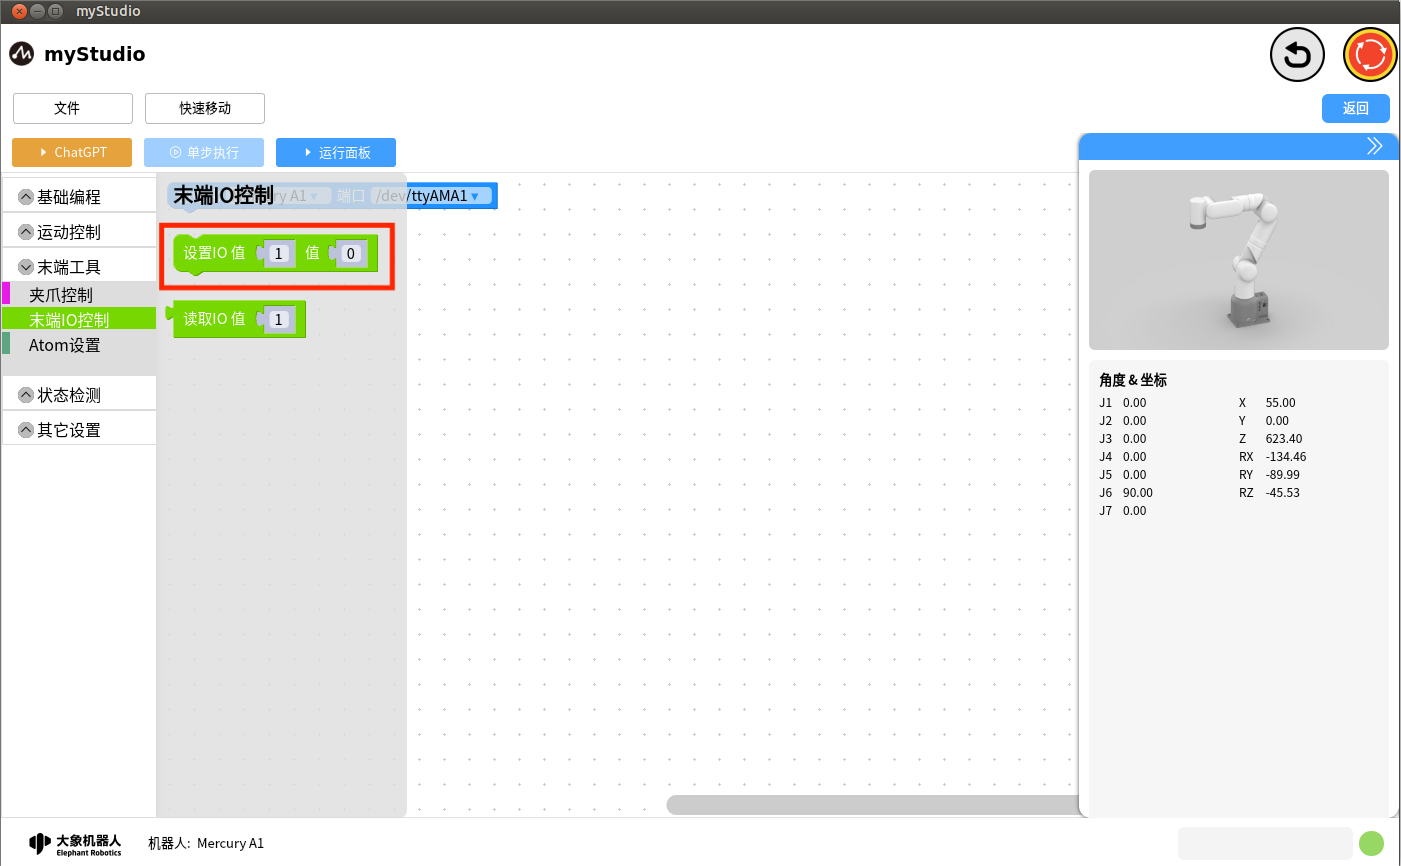 myStudio
myStudio
文件
快速移动
返回
ChatGPT
单步执行
运行面板
基础编程
运动控制
末端工具
夹爪控制
末端IO控制
Atom设置
状态检测
其它设置
末端IO控制
ry A1 端口 /dev/ttyAMA1
设置IO 值 1 值 0
读取IO 值 1
角度 & 坐标
J1 0.00 X 55.00
J2 0.00 Y 0.00
J3 0.00 Z 623.40
J4 0.00 RX -134.46
J5 0.00 RY -89.99
J6 90.00 RZ -45.53
J7 0.00
大象机器人
Elephant Robotics
机器人: Mercury A1